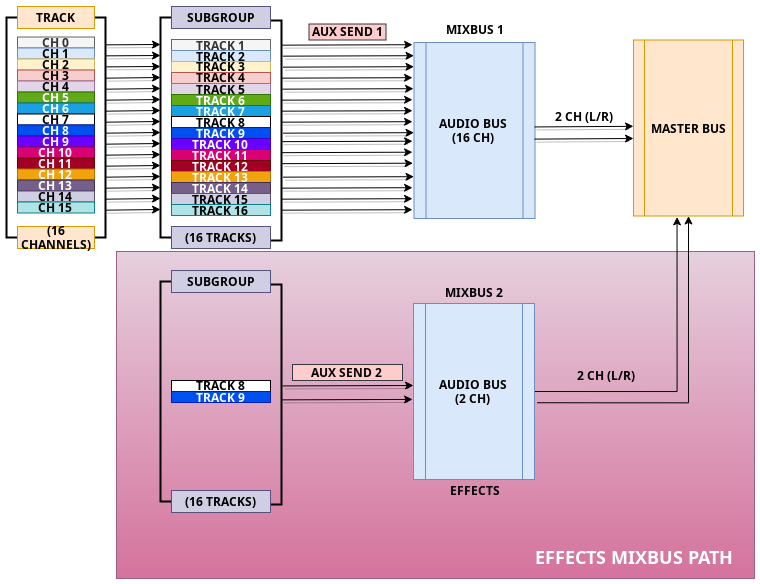 TRACK
CH 0
CH 1
CH 2
CH 3
CH 4
CH 5
CH 6
CH 7
CH 8
CH 9
CH 10
CH 11
CH 12
CH 13
CH 14
CH 15
(16
CHANNELS)
SUBGROUP
TRACK 1
TRACK 2
TRACK 3
TRACK 4
TRACK 5
TRACK 6
TRACK 7
TRACK 8
TRACK 9
TRACK 10
TRACK 11
TRACK 12
TRACK 13
TRACK 14
TRACK 15
TRACK 16
(16 TRACKS)
AUX SEND 1
MIXBUS 1
AUDIO BUS
(16 CH)
2 CH (L/R)
MASTER BUS
SUBGROUP
TRACK 8
TRACK 9
(16 TRACKS)
AUX SEND 2
MIXBUS 2
AUDIO BUS
(2 CH)
EFFECTS
2 CH (L/R)
EFFECTS MIXBUS PATH